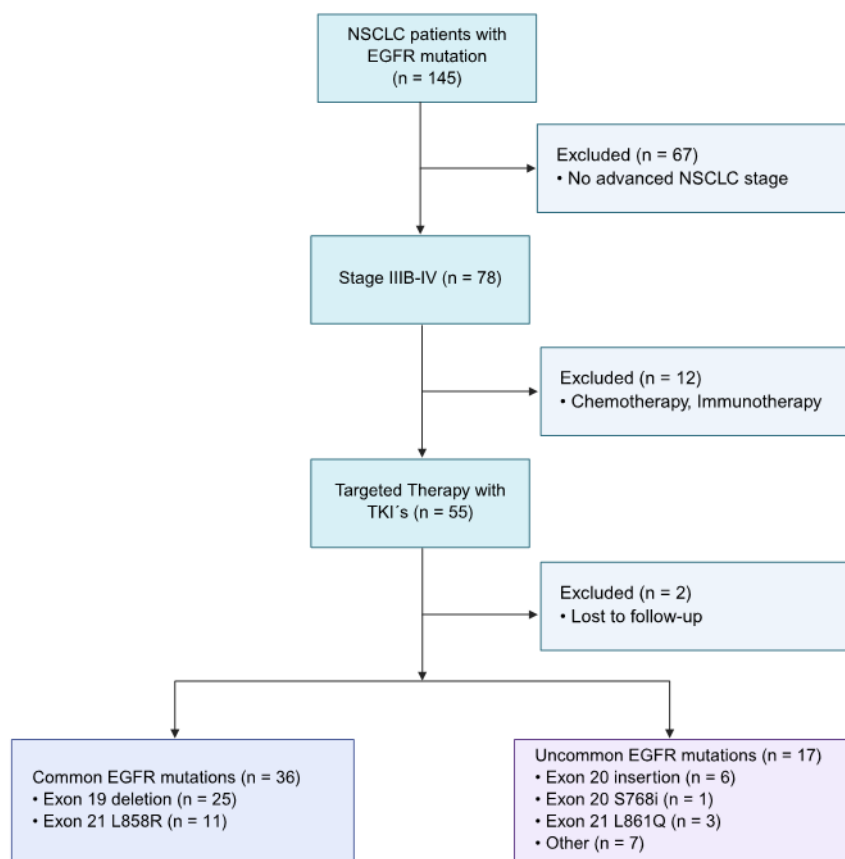 NSCLC patients with
EGFR mutation
(n = 145)
Excluded (n = 67)
• No advanced NSCLC stage
Stage IIIB-IV (n = 78)
Excluded (n = 12)
• Chemotherapy, Immunotherapy
Targeted Therapy with
TKI´s (n = 55)
Excluded (n = 2)
• Lost to follow-up
Common EGFR mutations (n = 36)
• Exon 19 deletion (n = 25)
• Exon 21 L858R (n = 11)
Uncommon EGFR mutations (n = 17)
• Exon 20 insertion (n = 6)
• Exon 20 S768i (n = 1)
• Exon 21 L861Q (n = 3)
• Other (n = 7)